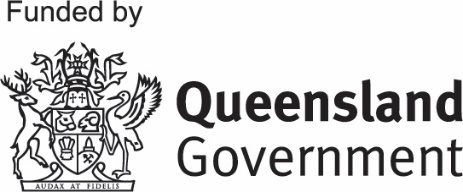 Funded by
Queensland
Government
AUDAX AT FIDELIS